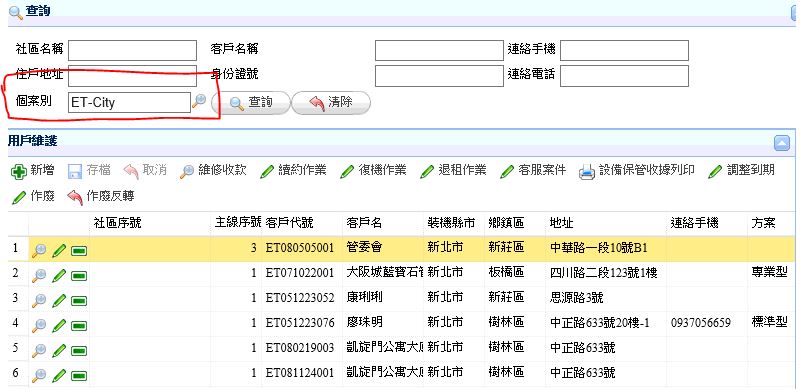 查詢
社區名稱 客戶名稱 連絡手機
住戶地址 身份證號 連絡電話
個案別 ET-City 查詢 清除
用戶維護
新增 存檔 取消 維修收款 續約作業 復機作業 退租作業 客服案件 設備保管收據列印 調整到期
作廢 作廢反轉
社區序號 主線序號 客戶代號 客戶名 裝機縣市 鄉鎮區 地址 連絡手機 方案
1 3 ET080505001 管委會 新北市 新莊區 中華路一段10號B1
2 1 ET071022001 大阪城藍寶石管 新北市 板橋區 四川路二段123號1樓 專業型
3 1 ET051223052 康琍琍 新北市 新莊區 思源路3號
4 1 ET051223076 廖珠明 新北市 樹林區 中正路633號20樓-1 0937056659 標準型
5 1 ET080219003 凱旋門公寓大 新北市 樹林區 中正路633號
6 1 ET081124001 凱旋門公寓大 新北市 樹林區 中正路633號